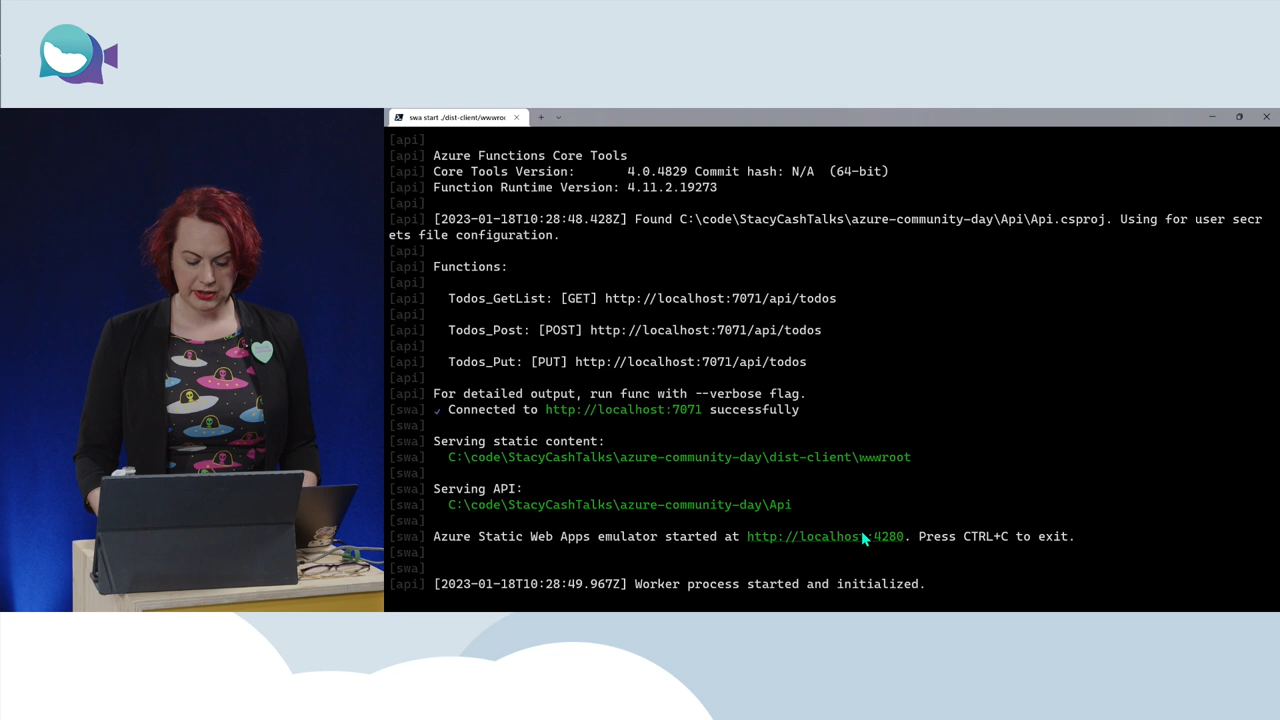 swa start ./dist-client/wwwroo
[api]
[api] Azure Functions Core Tools
[api] Core Tools Version:       4.0.4829 Commit hash: N/A  (64-bit)
[api] Function Runtime Version: 4.11.2.19273
[api]
[api] [2023-01-18T10:28:48.428Z] Found C:\code\StacyCashTalks\azure-community-day\Api\Api.csproj. Using for user secr
ets file configuration.
[api]
[api] Functions:
[api]
[api]   Todos_GetList: [GET] http://localhost:7071/api/todos
[api]
[api]   Todos_Post: [POST] http://localhost:7071/api/todos
[api]
[api]   Todos_Put: [PUT] http://localhost:7071/api/todos
[api]
[api] For detailed output, run func with --verbose flag.
[swa] ✓ Connected to http://localhost:7071 successfully
[swa]
[swa] Serving static content:
[swa]   C:\code\StacyCashTalks\azure-community-day\dist-client\wwwroot
[swa]
[swa] Serving API:
[swa]   C:\code\StacyCashTalks\azure-community-day\Api
[swa]
[swa] Azure Static Web Apps emulator started at http://localhost:4280. Press CTRL+C to exit.
[swa]
[swa]
[api] [2023-01-18T10:28:49.967Z] Worker process started and initialized.